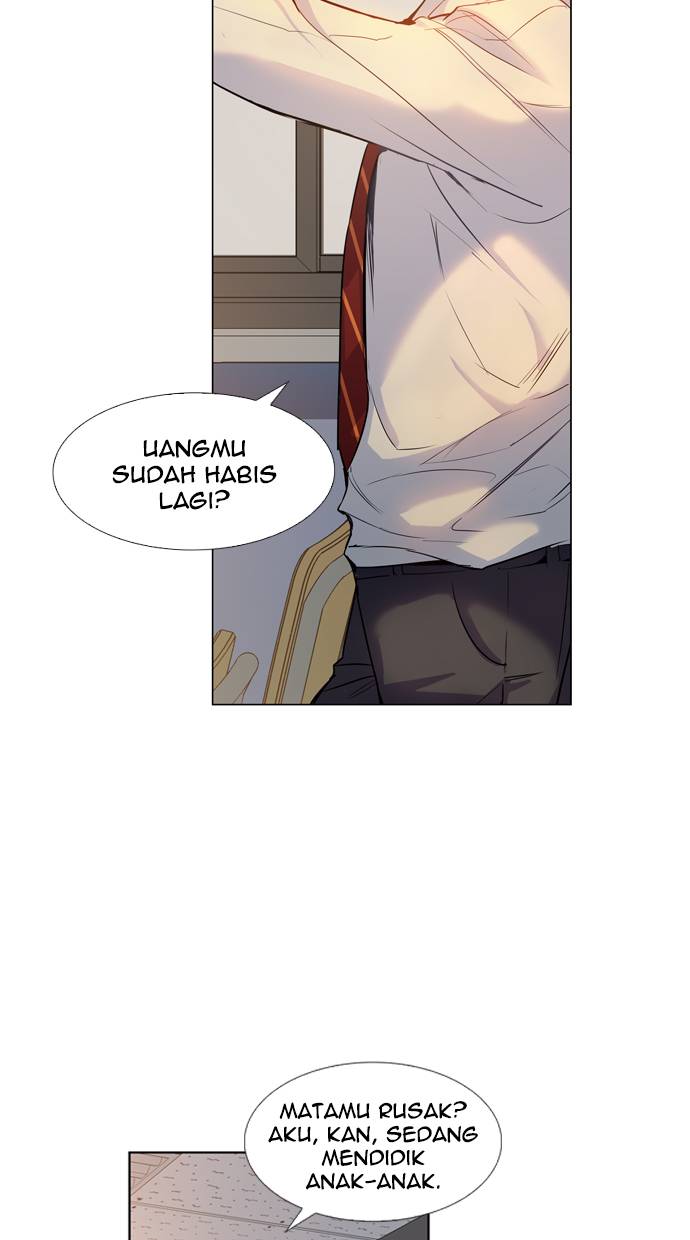 UANGMU
SUDAH HABIS
LAGI?
MATAMU RUSAK?
AKU, KAN, SEDANG
MENDIDIK
ANAK-ANAK.